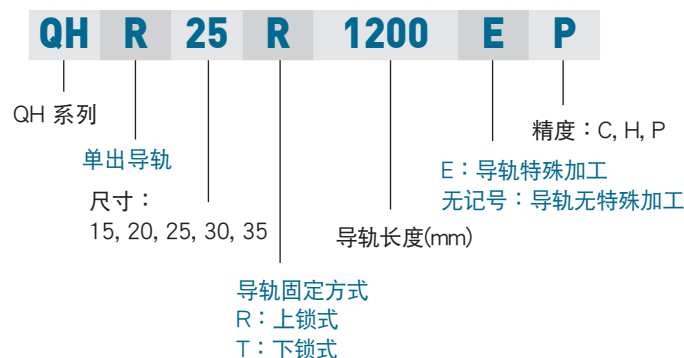 QH R 25 R 1200 E P
QH 系列
精度：C, H, P
单出导轨
E：导轨特殊加工
无记号：导轨无特殊加工
尺寸：
15, 20, 25, 30, 35
导轨长度(mm)
导轨固定方式
R：上锁式
T：下锁式